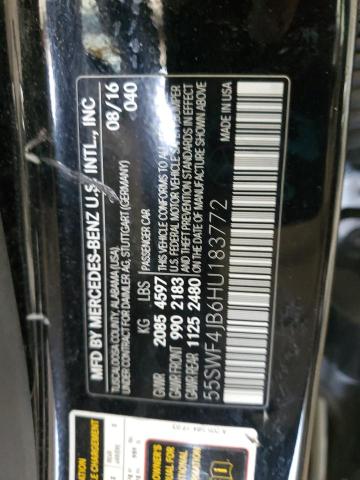 MFD BY MERCEDES-BENZ U.S. INTL., INC
TUSCALOOSA COUNTY, ALABAMA (USA).
UNDER CONTRACT FOR DAIMLER AG, STUTTGART (GERMANY)
08/16
040
PASSENGER CAR
KG LBS
GVWR 2085 4597
GAWR FRONT 990 2183
GAWR REAR 1125 2480
THIS VEHICLE CONFORMS TO ALL
U.S. FEDERAL MOTOR VEHICLE SAFETY, BUMPER
AND THEFT PREVENTION STANDARDS IN EFFECT
ON THE DATE OF MANUFACTURE SHOWN ABOVE
55SWF4JB6HU183772
MADE IN USA